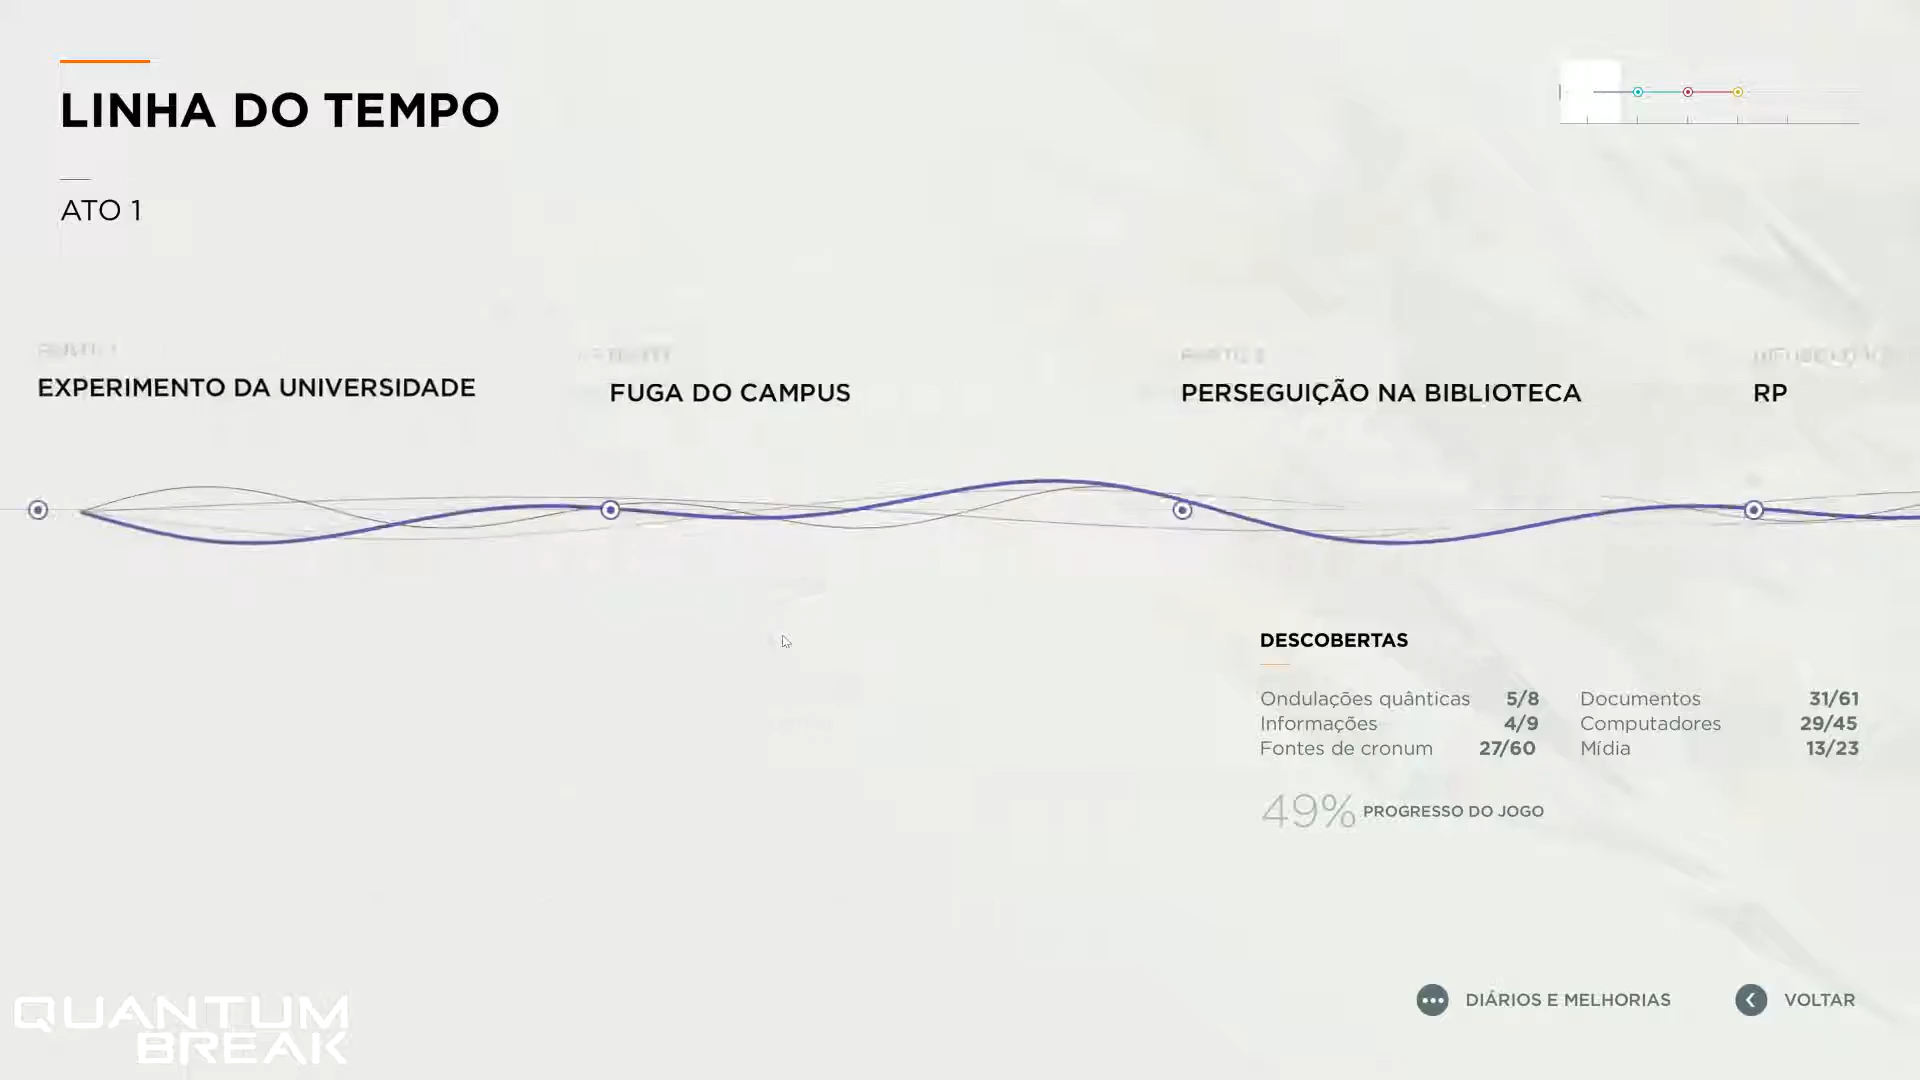 LINHA DO TEMPO
ATO 1
EXPERIMENTO DA UNIVERSIDADE
FUGA DO CAMPUS
PERSEGUIÇÃO NA BIBLIOTECA
RP
DESCOBERTAS
Ondulações quânticas 5/8
Informações 4/9
Fontes de cronum 27/60
Documentos 31/61
Computadores 29/45
Mídia 13/23
49% PROGRESSO DO JOGO
DIÁRIOS E MELHORIAS
VOLTAR
QUANTUM
BREAK